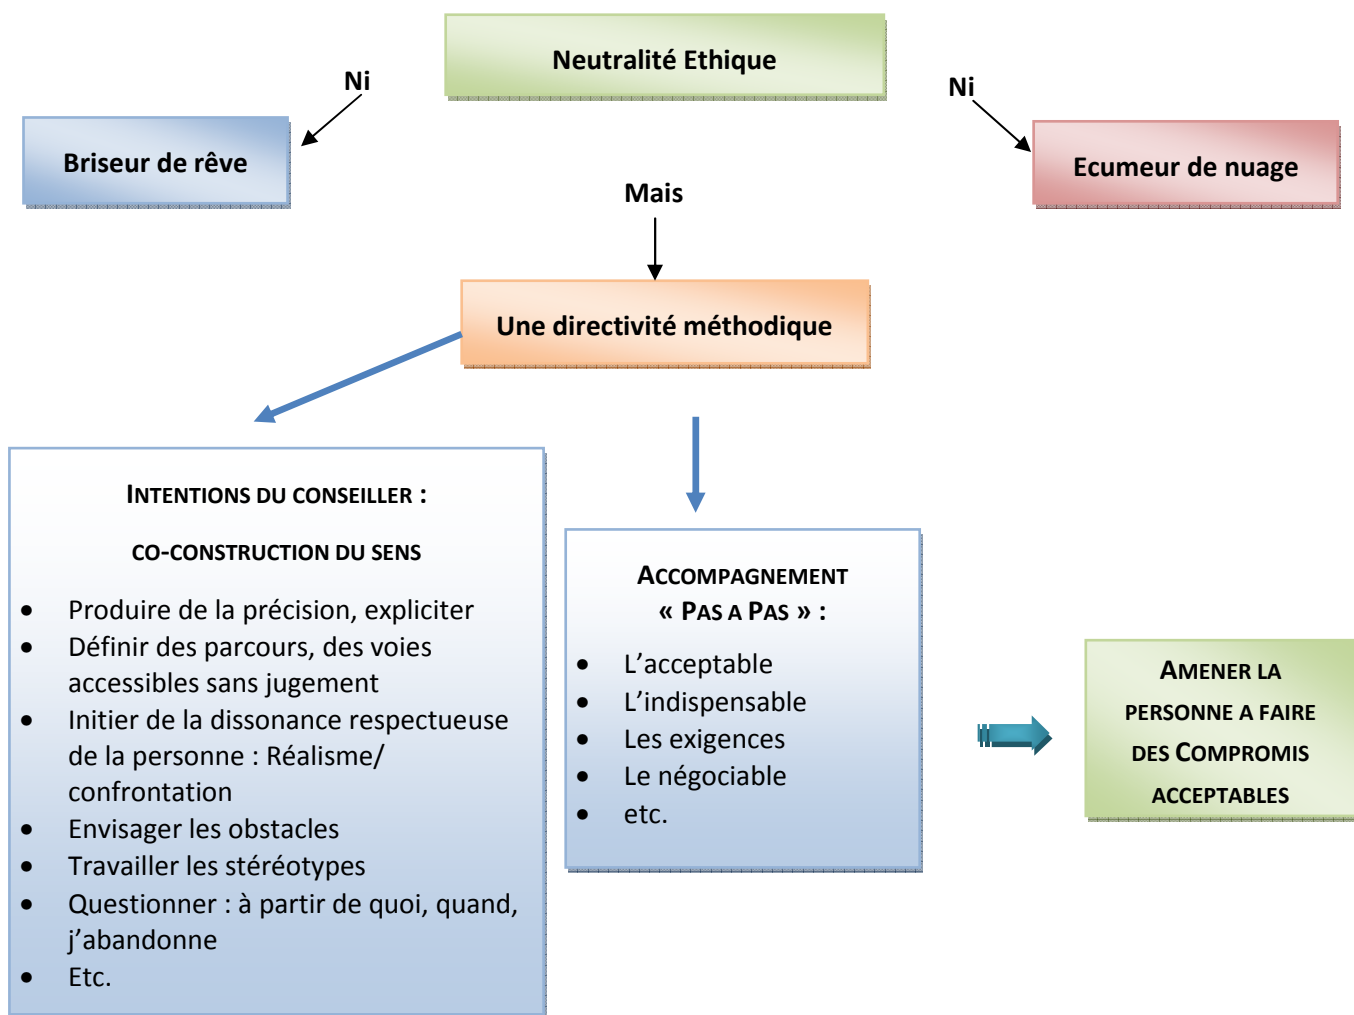 Neutralité Ethique
Ni
Ni
Briseur de rêve
Ecumeur de nuage
Mais
Une directivité méthodique
INTENTIONS DU CONSEILLER :
CO-CONSTRUCTION DU SENS
• Produire de la précision, expliciter
• Définir des parcours, des voies
accessibles sans jugement
• Initier de la dissonance respectueuse
de la personne : Réalisme/
confrontation
• Envisager les obstacles
• Travailler les stéréotypes
• Questionner : à partir de quoi, quand,
j’abandonne
• Etc.
ACCOMPAGNEMENT
« PAS A PAS » :
• L’acceptable
• L’indispensable
• Les exigences
• Le négociable
• etc.
AMENER LA
PERSONNE A FAIRE
DES COMPROMIS
ACCEPTABLES